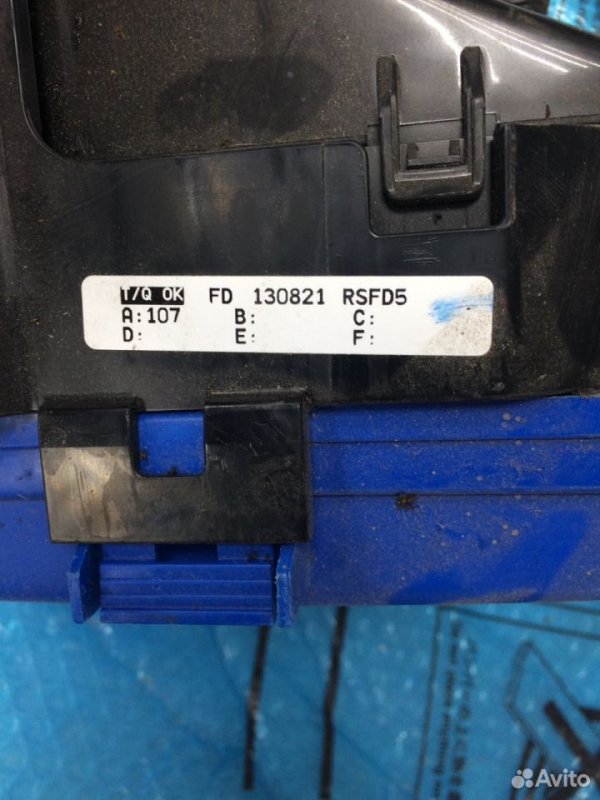 T/Q OK FD 130821 RSFD5
A:107 B: C:
D: E: F:
Avito